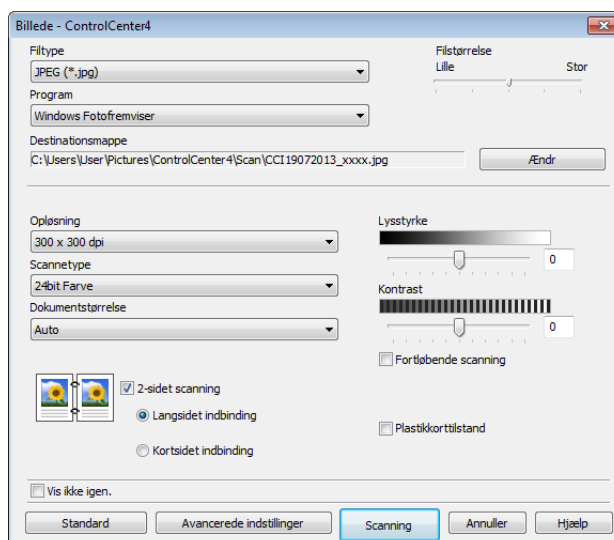 Billede - ControlCenter4
Filtype
JPEG (*.jpg)
Filstørrelse
Lille Stor
Program
Windows Fotofremviser
Destinationsmappe
C:\Users\User\Pictures\ControlCenter4\Scan\CCI19072013_xxxx.jpg
Ændr
Opløsning
300 x 300 dpi
Scannetype
24bit Farve
Dokumentstørrelse
Auto
Lysstyrke
0
Kontrast
0
Fortløbende scanning
2-sidet scanning
Langsidet indbinding
Kortsidet indbinding
Plastikkorttilstand
Vis ikke igen.
Standard Avancerede indstillinger Scanning Annuller Hjælp